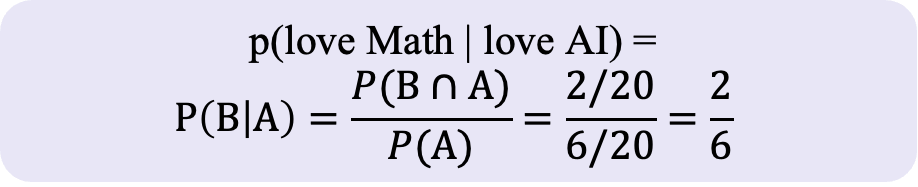 p(love Math | love AI) =
P(B|A) = P(B ∩ A) / P(A) = 2/20 / 6/20 = 2 / 6